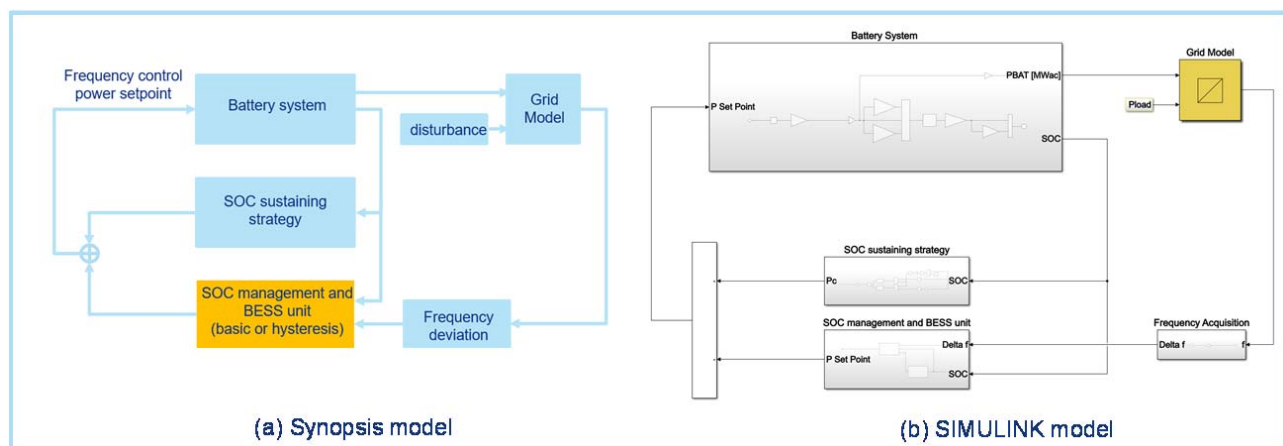 Frequency control
power setpoint
Battery system
Grid
Model
disturbance
SOC sustaining
strategy
SOC management and
BESS unit
(basic or hysteresis)
Frequency
deviation
(a) Synopsis model
Battery System
P Set Point
PBAT [MWac]
SOC
Grid Model
Pload
SOC sustaining strategy
Pc
SOC
SOC management and BESS unit
P Set Point
Delta f
SOC
Frequency Acquisition
Delta f
f
(b) SIMULINK model